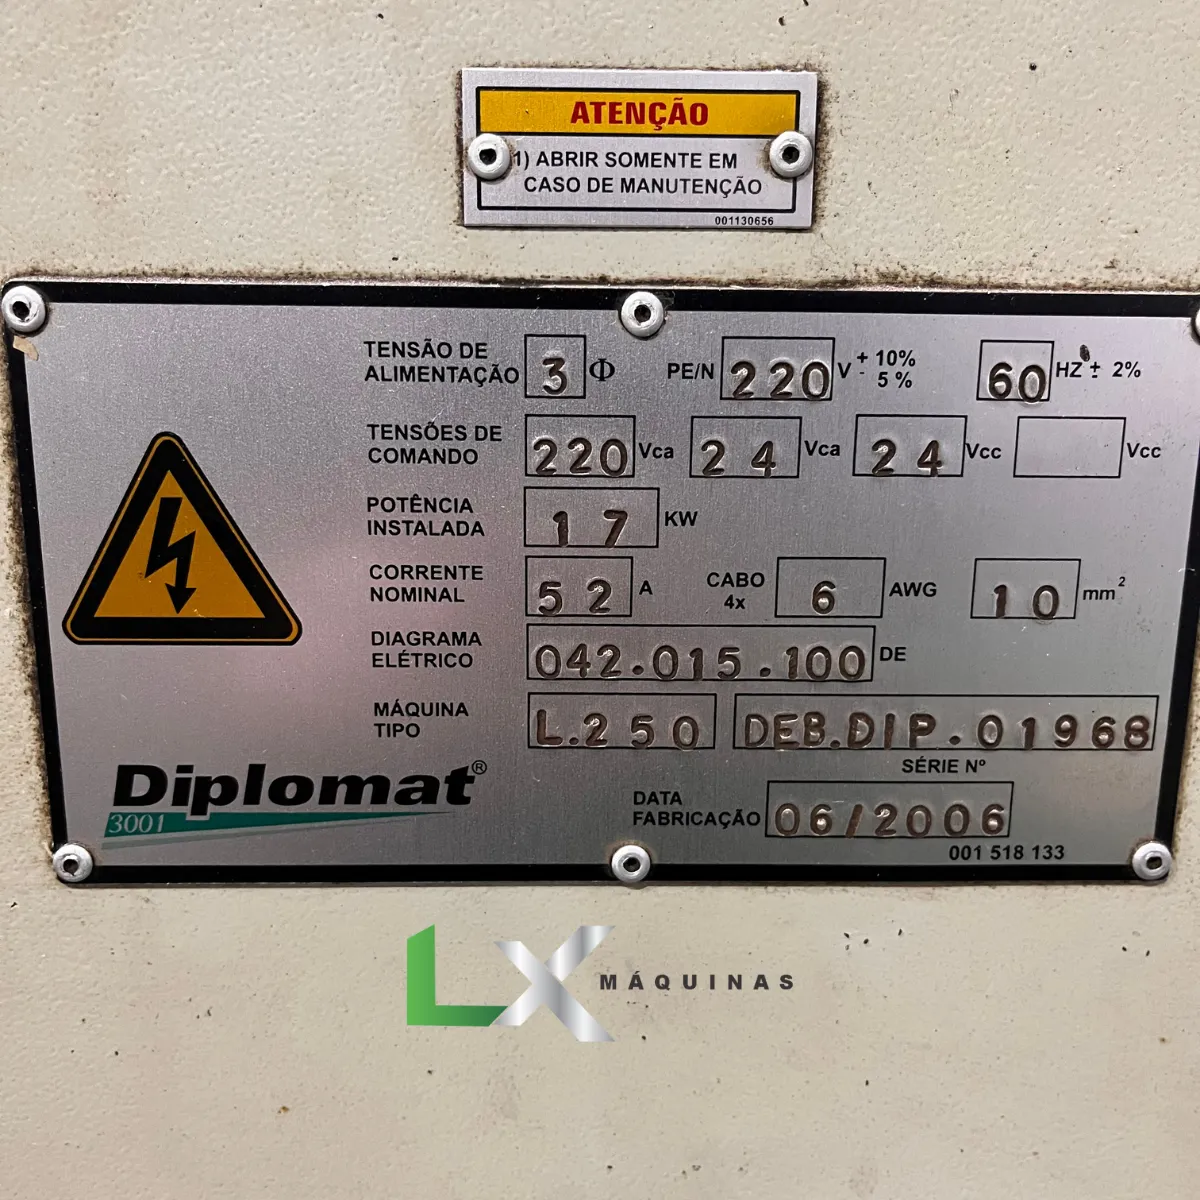 ATENÇÃO
1) ABRIR SOMENTE EM
CASO DE MANUTENÇÃO
001130656
TENSÃO DE
ALIMENTAÇÃO 3 Φ PE/N 220 V + 10% - 5 % 60 HZ ± 2%
TENSÕES DE
COMANDO 220 Vca 24 Vca 24 Vcc Vcc
POTÊNCIA
INSTALADA 17 KW
CORRENTE
NOMINAL 52 A CABO 4x 6 AWG 10 mm²
DIAGRAMA
ELÉTRICO 042.015.100 DE
MÁQUINA
TIPO L.250 DEB.DIP.01968
SÉRIE Nº
Diplomat®
3001
DATA
FABRICAÇÃO 06/2006
001 518 133
LX MÁQUINAS